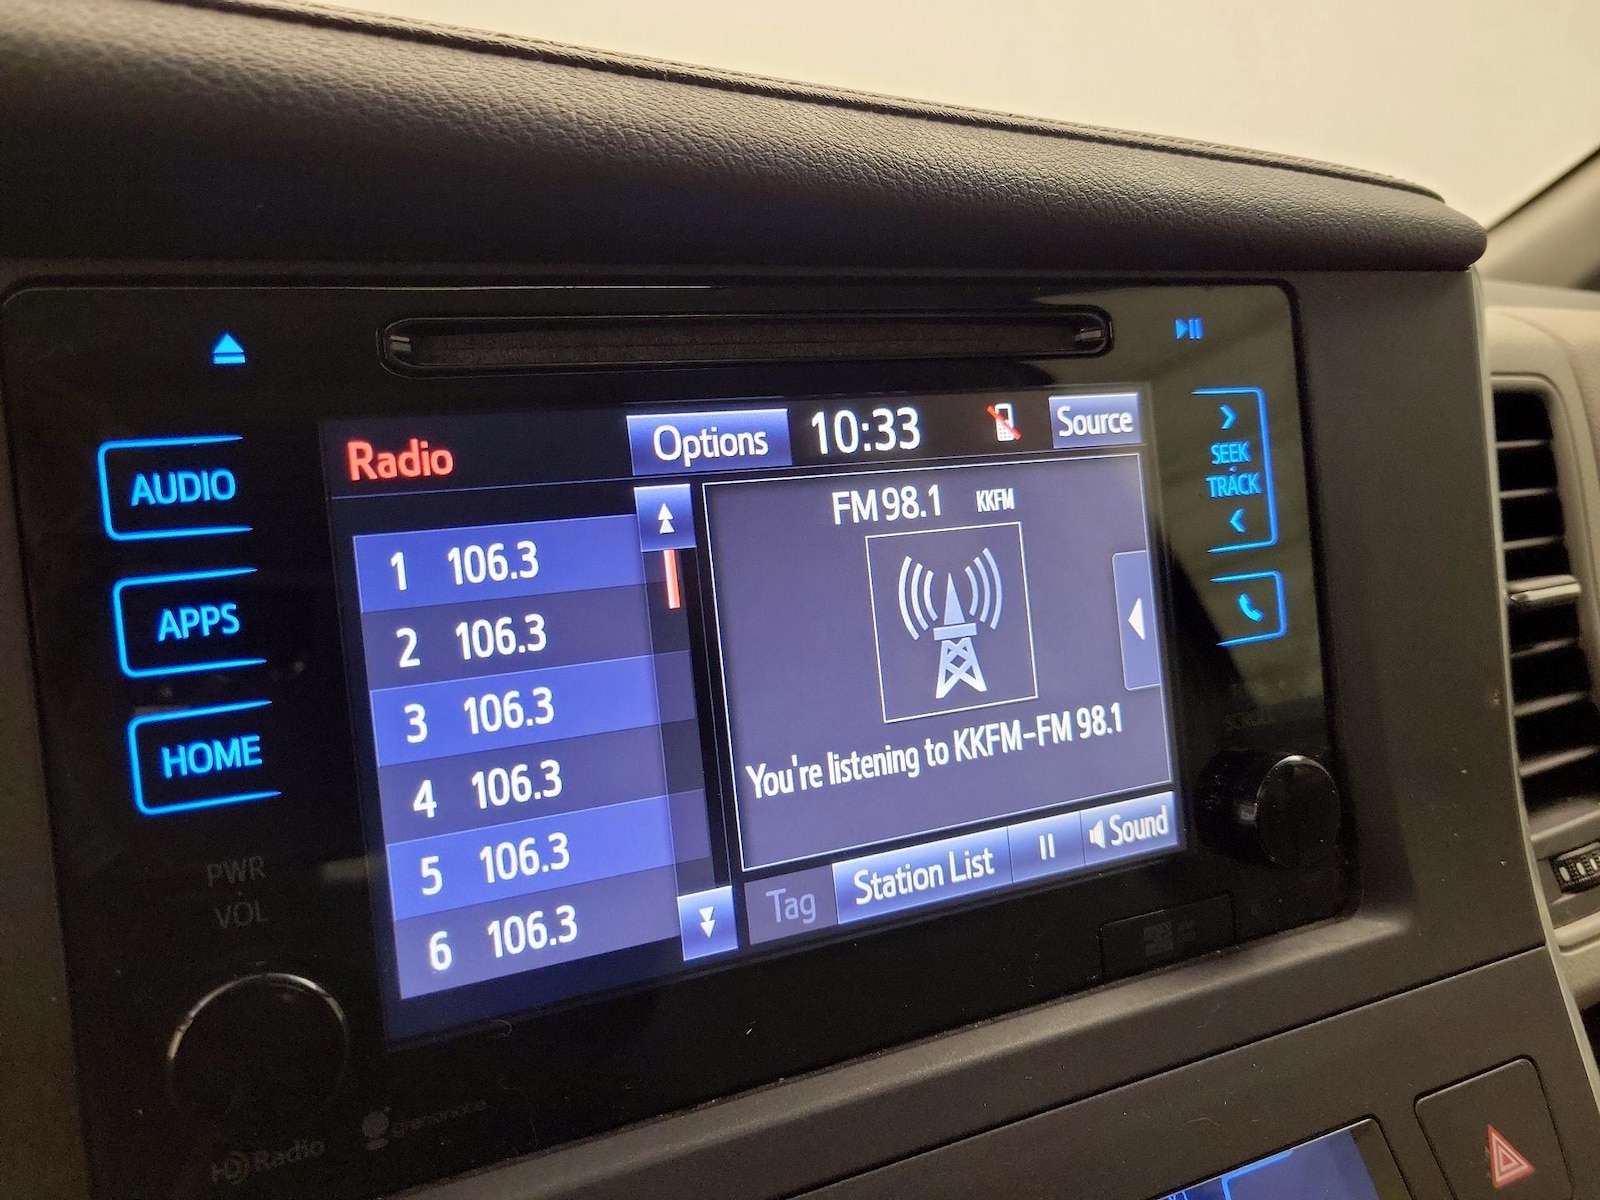 AUDIO
APPS
HOME
PWR
VOL
HD Radio
gracenote
Radio
Options
10:33
Source
1 106.3
2 106.3
3 106.3
4 106.3
5 106.3
6 106.3
FM 98.1 KKFM
You're listening to KKFM-FM 98.1
Tag
Station List
Sound
SEEK
TRACK
SCROLL